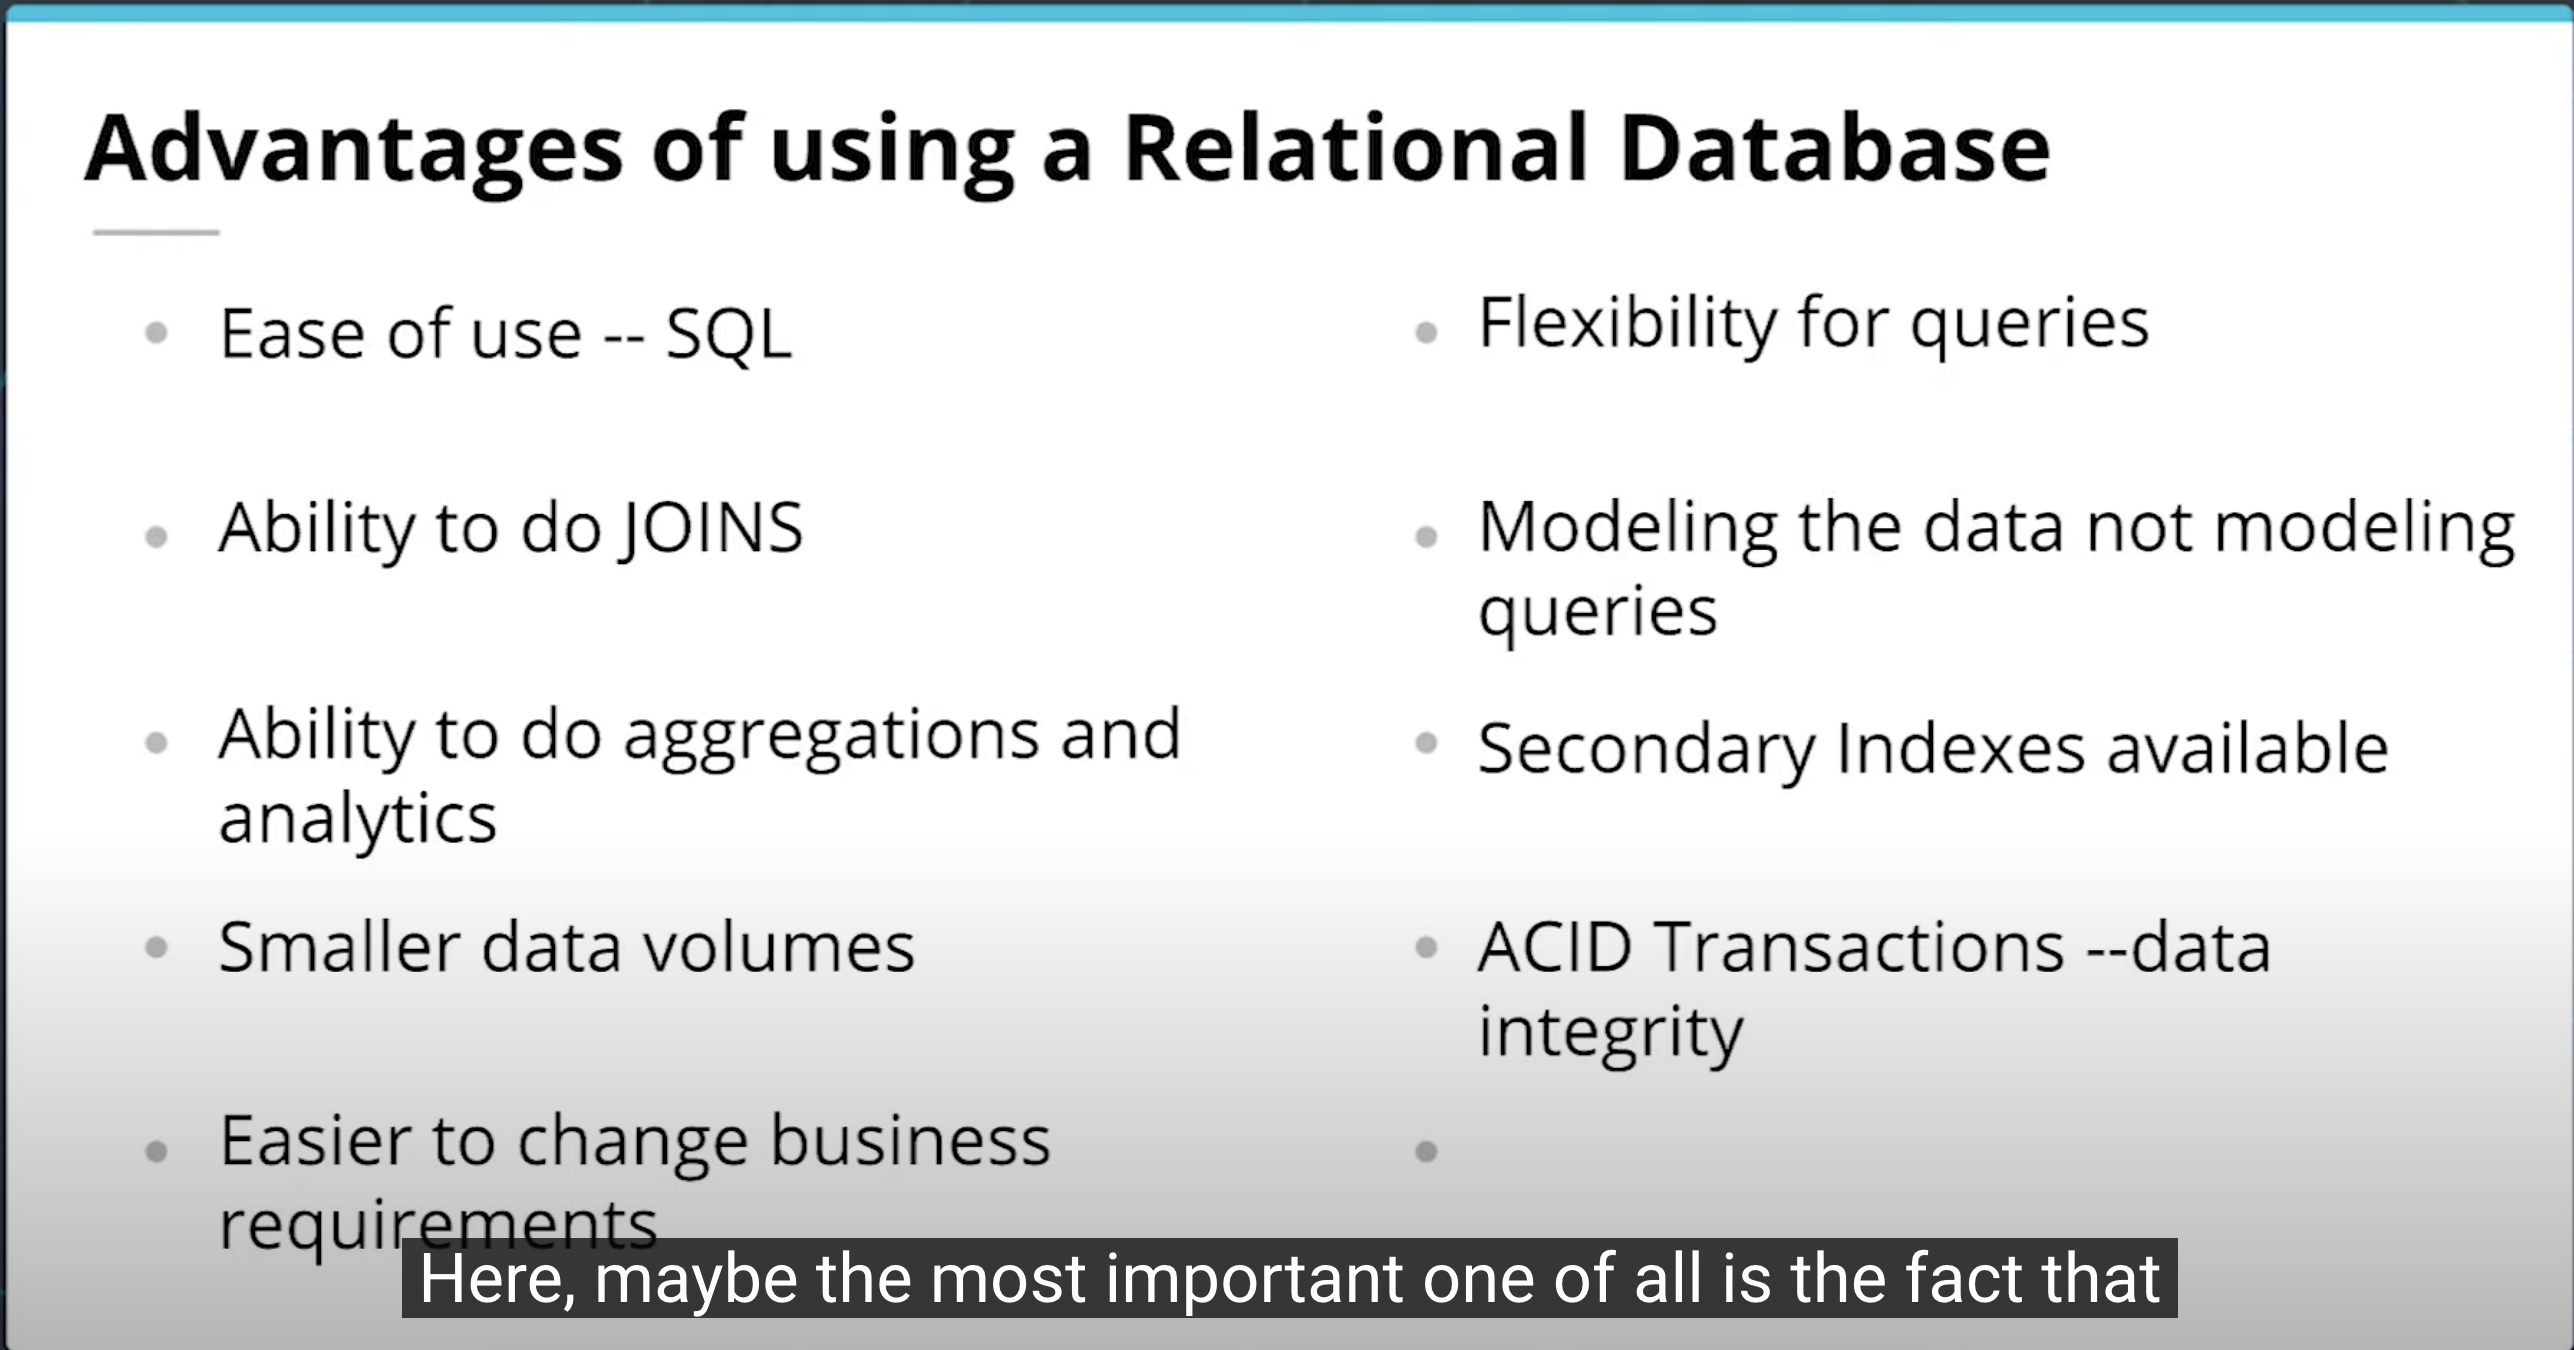 Advantages of using a Relational Database
Ease of use -- SQL
Ability to do JOINS
Ability to do aggregations and
analytics
Smaller data volumes
Easier to change business
requirements
Flexibility for queries
Modeling the data not modeling
queries
Secondary Indexes available
ACID Transactions --data
integrity
Here, maybe the most important one of all is the fact that